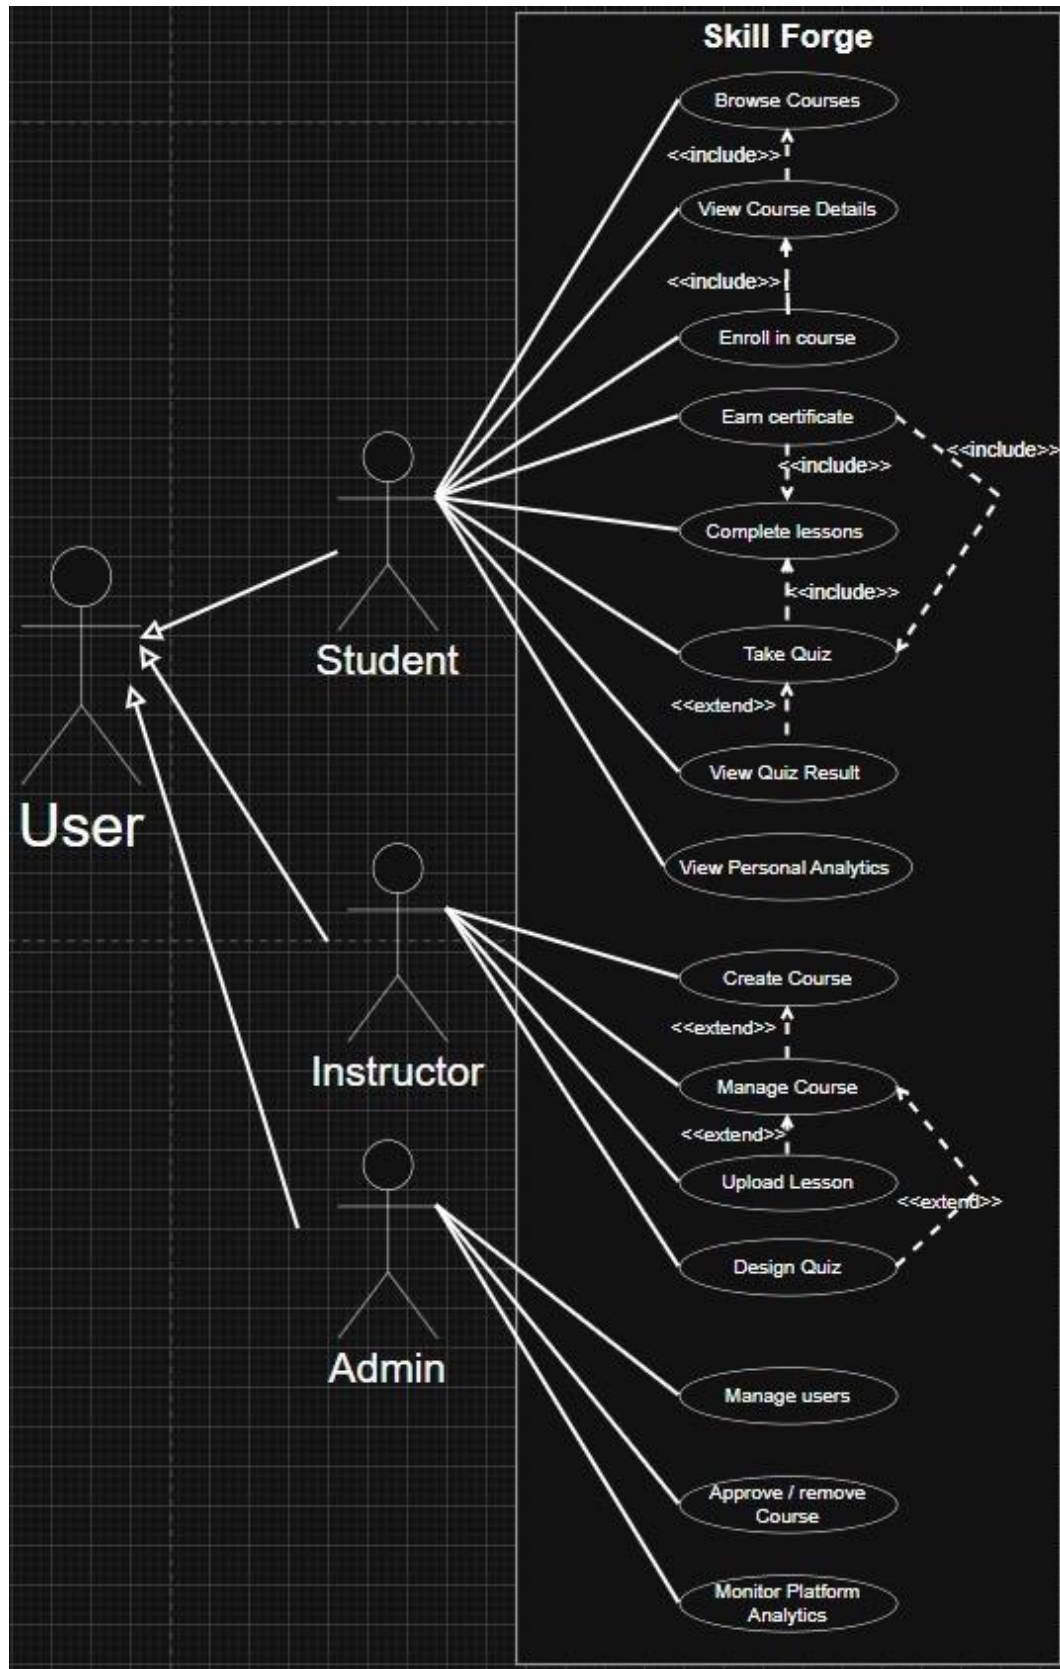 Skill Forge
Browse Courses
<<include>>
View Course Details
<<include>>
Enroll in course
Earn certificate
<<include>>
<<include>>
Complete lessons
<<include>>
Take Quiz
<<extend>>
View Quiz Result
View Personal Analytics
Student
User
Create Course
<<extend>>
Manage Course
<<extend>>
Upload Lesson
<<extend>>
Design Quiz
Instructor
Admin
Manage users
Approve / remove
Course
Monitor Platform
Analytics